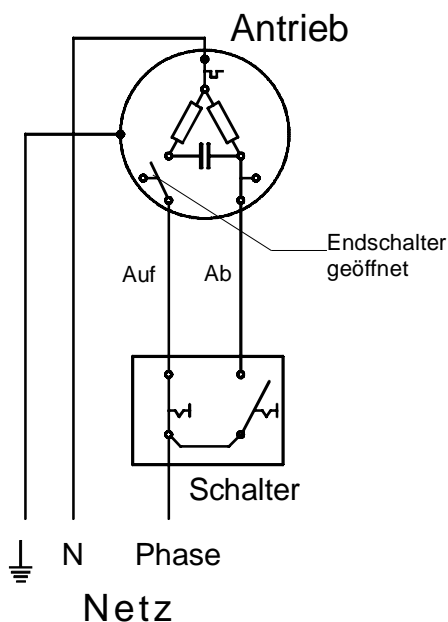 Antrieb
Endschalter
geöffnet
Auf Ab
Schalter
N Phase
Netz